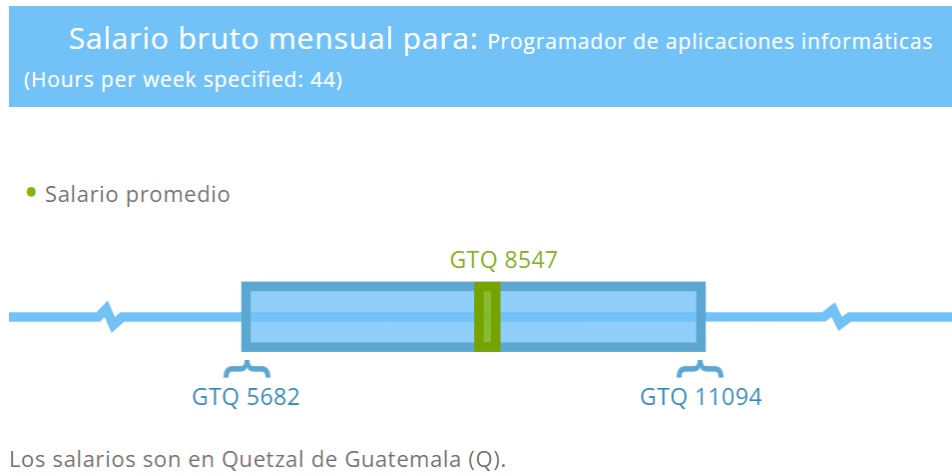 Salario bruto mensual para: Programador de aplicaciones informáticas
(Hours per week specified: 44)
• Salario promedio
GTQ 8547
GTQ 5682
GTQ 11094
Los salarios son en Quetzal de Guatemala (Q).